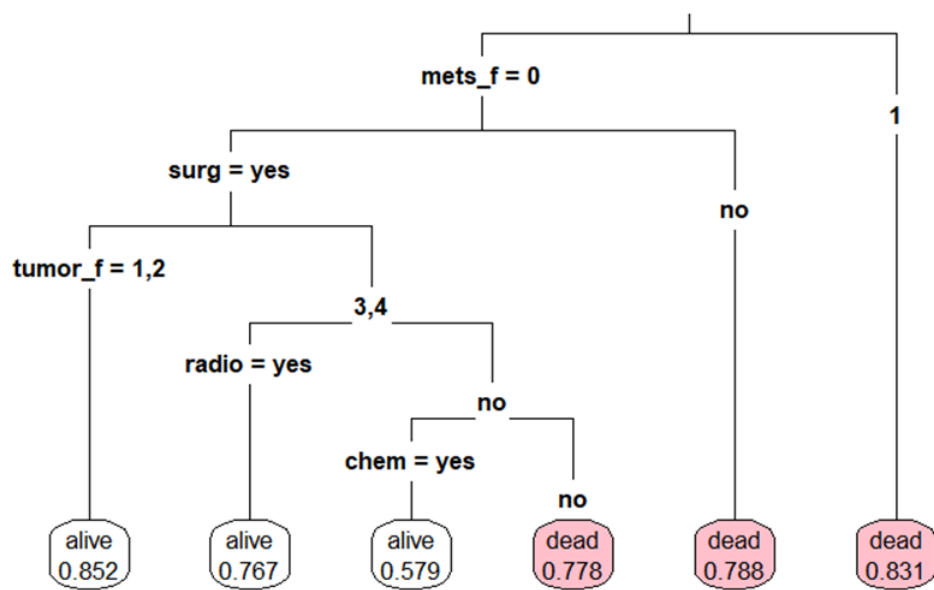 mets_f = 0
1
surg = yes
no
tumor_f = 1,2
3,4
radio = yes
no
chem = yes
no
alive
0.852
alive
0.767
alive
0.579
dead
0.778
dead
0.788
dead
0.831